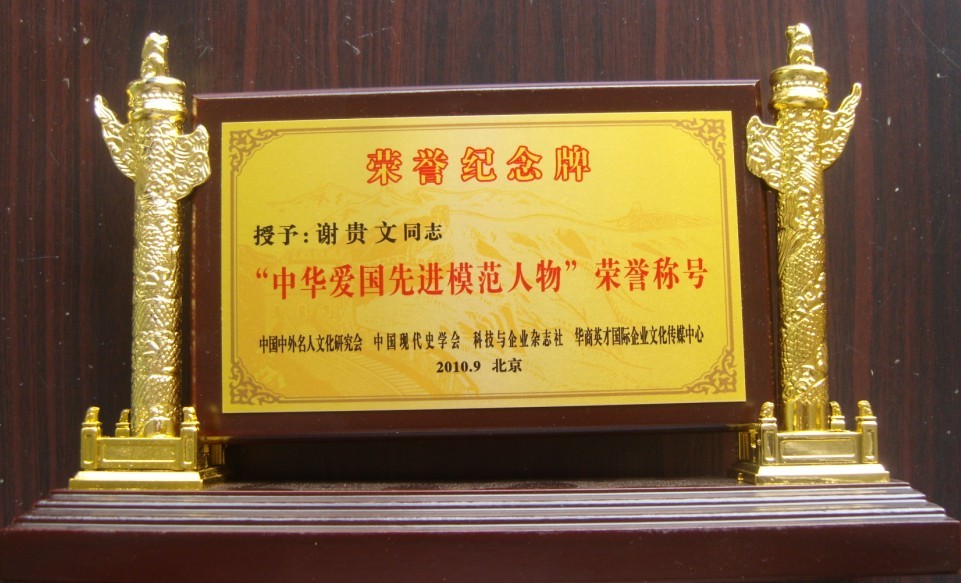 荣誉纪念牌
授予:谢贵文同志
“中华爱国先进模范人物”荣誉称号
中国中外名人文化研究会 中国现代史学会 科技与企业杂志社 华商英才国际企业文化传媒中心
2010.9 北京